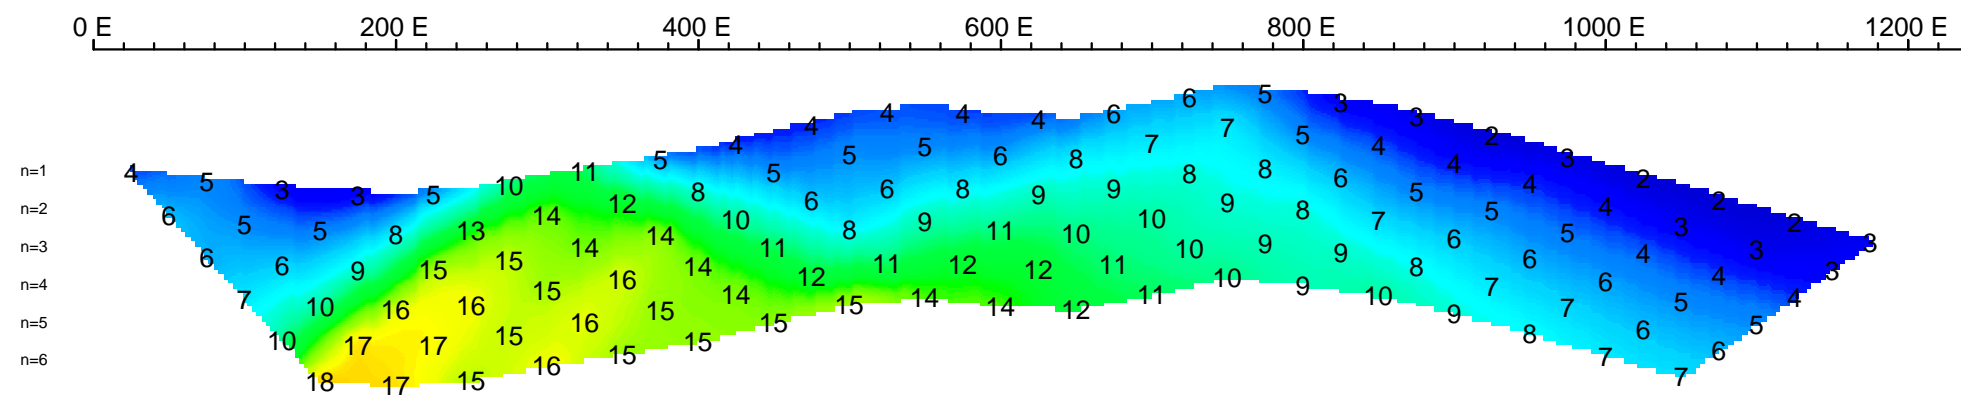 0 E 200 E 400 E 600 E 800 E 1000 E 1200 E
n=1 4 5 3 3 5 10 11 5 4 4 4 4 4 6 6 5 3 3 2 3 2 2 2 3
n=2 6 5 5 8 13 14 12 8 5 5 5 6 8 7 7 5 4 4 4 4 3 3 3
n=3 6 6 9 15 15 14 14 10 6 6 8 9 9 8 8 6 5 5 5 4 4 4
n=4 7 10 16 16 15 16 14 11 8 9 11 10 10 9 8 7 6 6 6 5 5
n=5 10 17 17 15 16 15 14 12 11 12 12 11 10 9 9 8 7 7 6 6
n=6 18 17 15 16 15 15 15 15 14 14 12 11 10 9 10 9 8 7 7